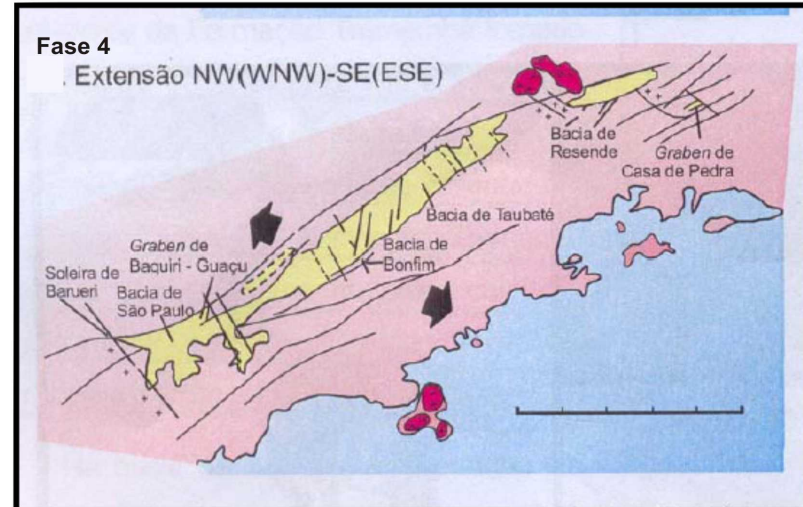 Fase 4
. Extensão NW(WNW)-SE(ESE)
Bacia de
Resende
Graben de
Casa de Pedra
Bacia de Taubaté
Bacia de
Bonfim
Graben de
Baquiri - Guaçu
Soleira de
Barueri
Bacia de
São Paulo